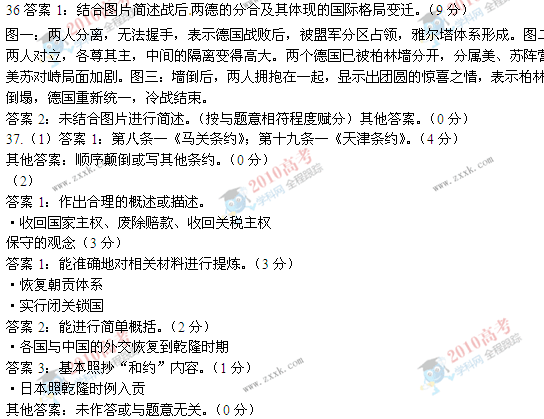 36 答案 1：结合图片简述战后两德的分合及其体现的国际格局变迁。（9 分）
图一：两人分离，无法握手，表示德国战败后，被盟军分区占领，雅尔塔体系形成。图二
两人对立，各尊其主，中间的隔离变得高大。两个德国已被柏林墙分开，分属美、苏阵营
美苏对峙局面加剧。图三：墙倒后，两人拥抱在一起，显示出团圆的惊喜之情，表示柏林
倒塌，德国重新统一，冷战结束。
答案 2：未结合图片进行简述。（按与题意相符程度赋分）其他答案。（0 分）
37.（1）答案 1：第八条—《马关条约》；第十九条—《天津条约》。（4 分）
其他答案：顺序颠倒或写其他条约。（0 分）
（2）
答案 1：作出合理的概述或描述。
·收回国家主权、废除赔款、收回关税主权
保守的观念（3 分）
答案 1：能准确地对相关材料进行提炼。（3 分）
·恢复朝贡体系
·实行闭关锁国
答案 2：能进行简单概括。（2 分）
·各国与中国的外交恢复到乾隆时期
答案 3：基本照抄“和约”内容。（1 分）
·日本照乾隆时例入贡
其他答案：未作答或与题意无关。（0 分）
2010高考
学科网 全程跟踪
www.zxxk.com